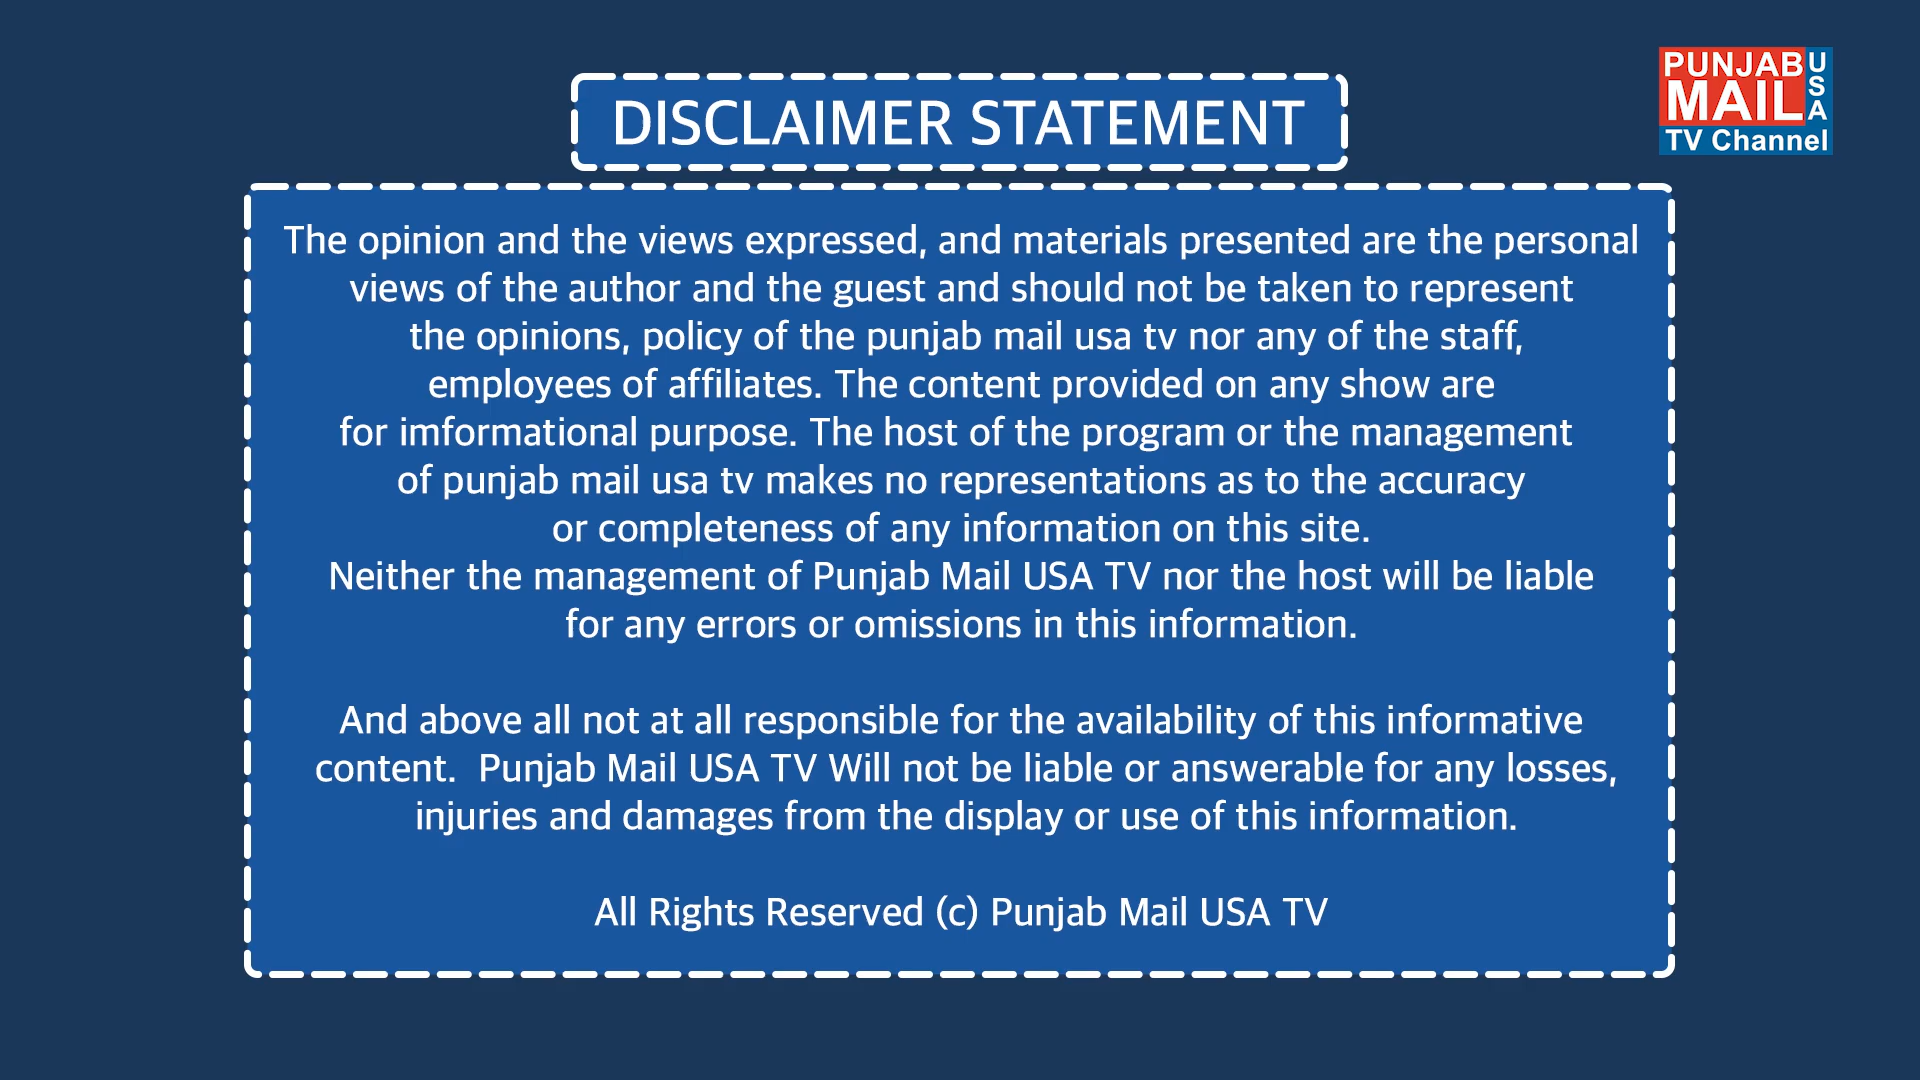 PUNJAB USA
MAIL
TV Channel
DISCLAIMER STATEMENT
The opinion and the views expressed, and materials presented are the personal
views of the author and the guest and should not be taken to represent
the opinions, policy of the punjab mail usa tv nor any of the staff,
employees of affiliates. The content provided on any show are
for imformational purpose. The host of the program or the management
of punjab mail usa tv makes no representations as to the accuracy
or completeness of any information on this site.
Neither the management of Punjab Mail USA TV nor the host will be liable
for any errors or omissions in this information.
And above all not at all responsible for the availability of this informative
content.  Punjab Mail USA TV Will not be liable or answerable for any losses,
injuries and damages from the display or use of this information.
All Rights Reserved (c) Punjab Mail USA TV